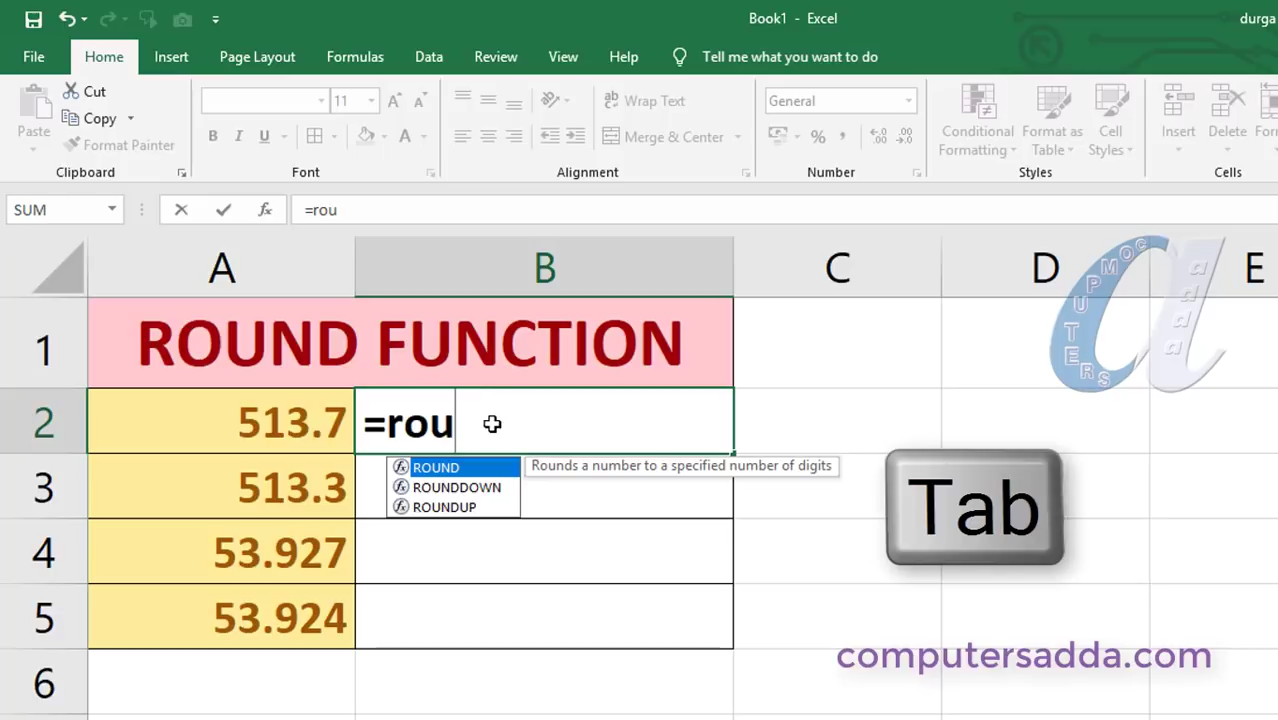 Book1 - Excel
durga
File Home Insert Page Layout Formulas Data Review View Help Tell me what you want to do
Cut
Copy
Format Painter
Paste
Clipboard
11
Font
Wrap Text
Merge & Center
Alignment
General
Number
Conditional Formatting
Format as Table
Cell Styles
Styles
Insert
Delete
Cells
SUM
=rou
A B C D E
1 ROUND FUNCTION
2 513.7 =rou
ROUND Rounds a number to a specified number of digits
ROUNDDOWN
ROUNDUP
3 513.3
4 53.927
5 53.924
6
Tab
COMPUTERS
adda
computersadda.com